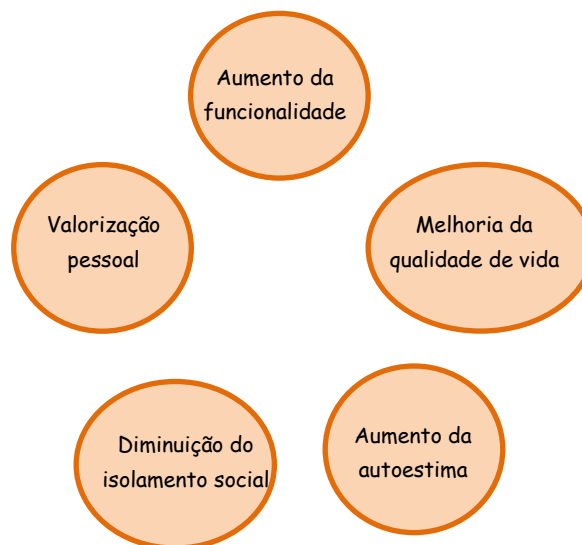 Aumento da
funcionalidade
Valorização
pessoal
Melhoria da
qualidade de vida
Diminuição do
isolamento social
Aumento da
autoestima